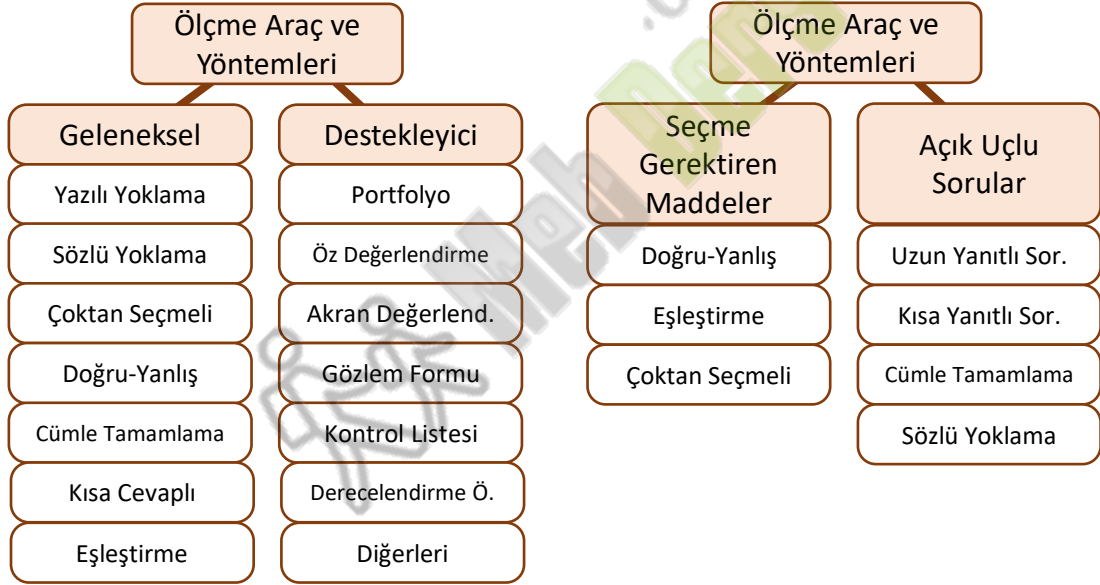 Ölçme Araç ve
Yöntemleri
Geleneksel
Yazılı Yoklama
Sözlü Yoklama
Çoktan Seçmeli
Doğru-Yanlış
Cümle Tamamlama
Kısa Cevaplı
Eşleştirme
Destekleyici
Portfolyo
Öz Değerlendirme
Akran Değerlend.
Gözlem Formu
Kontrol Listesi
Derecelendirme Ö.
Diğerleri
Ölçme Araç ve
Yöntemleri
Seçme
Gerektiren
Maddeler
Doğru-Yanlış
Eşleştirme
Çoktan Seçmeli
Açık Uçlu
Sorular
Uzun Yanıtlı Sor.
Kısa Yanıtlı Sor.
Cümle Tamamlama
Sözlü Yoklama